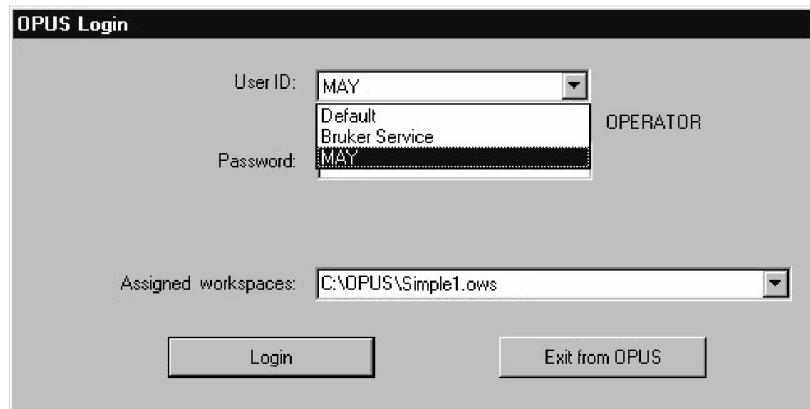 OPUS Login
User ID: MAY
Default
Bruker Service
OPERATOR
Password: MAY
Assigned workspaces: C:\OPUS\Simple1.ows
Login Exit from OPUS